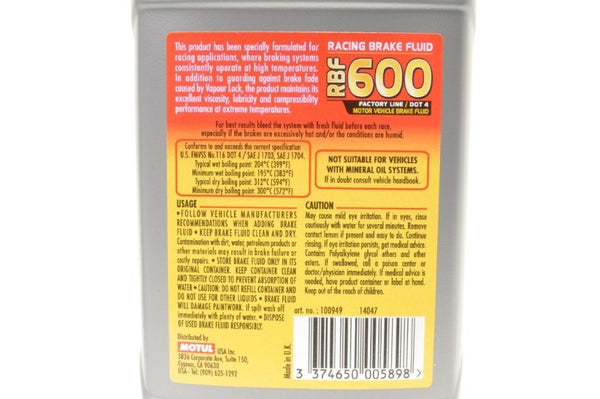 This product has been specially formulated for
racing applications, where braking systems
consistently operate at high temperatures.
In addition to guarding against brake fade
caused by Vapour Lock, the product maintains its
excellent viscosity, lubricity and compressibility
performance at extreme temperatures.
RACING BRAKE FLUID
RBF 600
FACTORY LINE / DOT 4
MOTOR VEHICLE BRAKE FLUID
For best results bleed the system with fresh fluid before each race,
especially if the brakes are excessively hot and/or the conditions are humid.
Conforms to and exceeds the current specification
U.S. FMVSS No.116 DOT 4/ SAE J 1703, SAE J 1704.
Typical wet boiling point: 204°C (399°F)
Minimum wet boiling point: 195°C (383°F)
Typical dry boiling point: 312°C (594°F)
Minimum dry boiling point: 300°C (572°F)
NOT SUITABLE FOR VEHICLES
WITH MINERAL OIL SYSTEMS.
If in doubt consult vehicle handbook.
USAGE
• FOLLOW VEHICLE MANUFACTURERS
RECOMMENDATIONS WHEN ADDING BRAKE
FLUID • KEEP BRAKE FLUID CLEAN AND DRY.
Contamination with dirt, water, petroleum products or
other materials may result in brake failure or
costly repairs. • STORE BRAKE FLUID ONLY IN ITS
ORIGINAL CONTAINER. KEEP CONTAINER CLEAN
AND TIGHTLY CLOSED TO PREVENT ABSORPTION OF
WATER • CAUTION: DO NOT REFILL CONTAINER AND
DO NOT USE FOR OTHER LIQUIDS • BRAKE FLUID
WILL DAMAGE PAINTWORK. If spilt wash off
immediately with plenty of water. • DISPOSE
OF USED BRAKE FLUID RESPONSIBLY.
CAUTION
May cause mild eye irritation. If in eyes, rinse
cautiously with water for several minutes. Remove
contact lenses if present and easy to do. Continue
rinsing. If eye irritation persists, get medical advice.
Contains Polyalkylene glycol ethers and other
esters. If swallowed, call a poison center or
doctor/physician immediately. If medical advice is
needed, have product container or label at hand.
Keep out of the reach of children.
art. no. : 100949 14047
Distributed by
MOTUL USA Inc.
5836 Corporate Ave, Suite 150,
Cypress, CA 90630
USA - Tel: (909) 625-1292
Made in U.K.
3 374650 005898 >